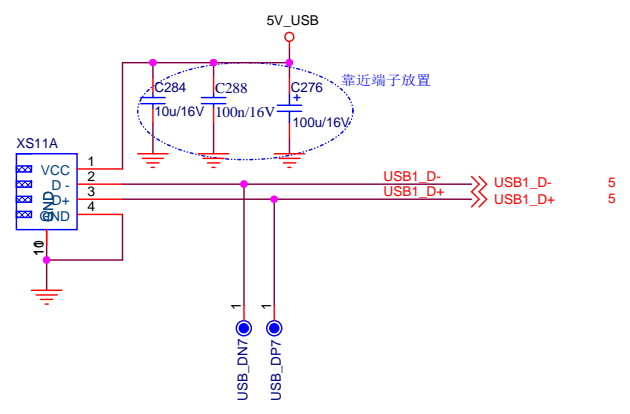 5V_USB
C284
C288
C276
靠近端子放置
10u/16V
100n/16V
100u/16V
XS11A
VCC
1
D -
2
USB1_D-
USB1_D-
5
D+
3
USB1_D+
USB1_D+
5
GND
4
GND
1
1
USB_DN7
USB_DP7